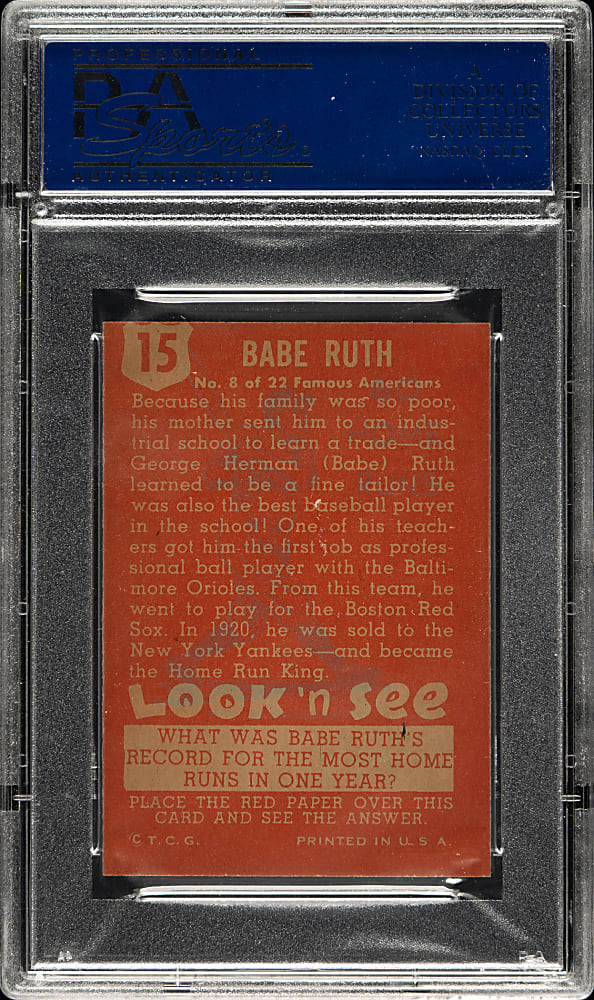 PROFESSIONAL
PSA
Sports
AUTHENTICATOR
A
DIVISION OF
COLLECTORS
UNIVERSE
NASDAQ: CLCT
15
BABE RUTH
No. 8 of 22 Famous Americans
Because his family was so poor,
his mother sent him to an indus-
trial school to learn a trade—and
George Herman (Babe) Ruth
learned to be a fine tailor! He
was also the best baseball player
in the school! One of his teach-
ers got him the first job as profes-
sional ball player with the Balti-
more Orioles. From this team, he
went to play for the Boston Red
Sox. In 1920, he was sold to the
New York Yankees—and became
the Home Run King.
LOOK 'n SEE
WHAT WAS BABE RUTH'S
RECORD FOR THE MOST HOME
RUNS IN ONE YEAR?
PLACE THE RED PAPER OVER THIS
CARD AND SEE THE ANSWER.
© T. C. G.
PRINTED IN U. S. A.